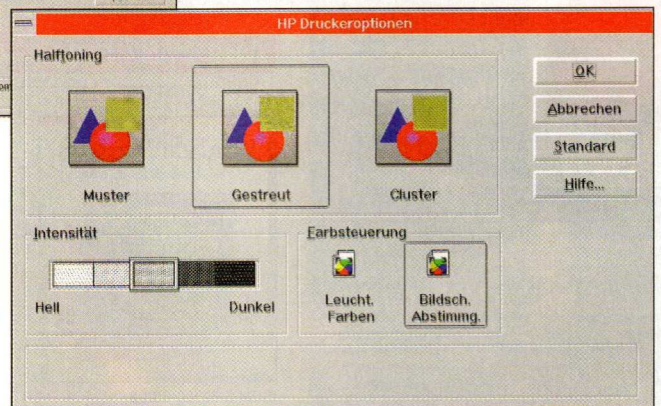 HP Druckeroptionen
Halftoning
Muster
Gestreut
Cluster
OK
Abbrechen
Standard
Hilfe...
Intensität
Hell
Dunkel
Farbsteuerung
Leucht.
Farben
Bildsch.
Abstimmg.